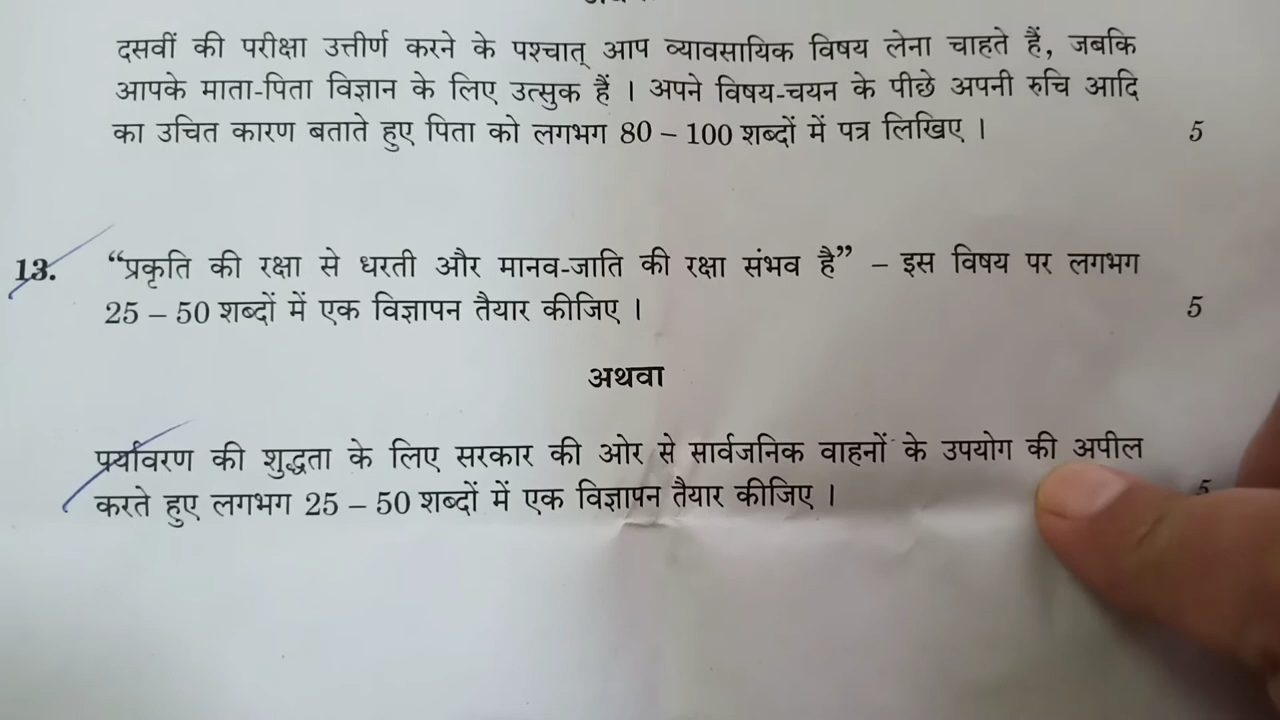 दसवीं की परीक्षा उत्तीर्ण करने के पश्चात् आप व्यावसायिक विषय लेना चाहते हैं, जबकि
आपके माता-पिता विज्ञान के लिए उत्सुक हैं । अपने विषय-चयन के पीछे अपनी रुचि आदि
का उचित कारण बताते हुए पिता को लगभग 80 – 100 शब्दों में पत्र लिखिए । 5
13. “प्रकृति की रक्षा से धरती और मानव-जाति की रक्षा संभव है” – इस विषय पर लगभग
25 – 50 शब्दों में एक विज्ञापन तैयार कीजिए । 5
अथवा
पर्यावरण की शुद्धता के लिए सरकार की ओर से सार्वजनिक वाहनों के उपयोग की अपील
करते हुए लगभग 25 – 50 शब्दों में एक विज्ञापन तैयार कीजिए । 5